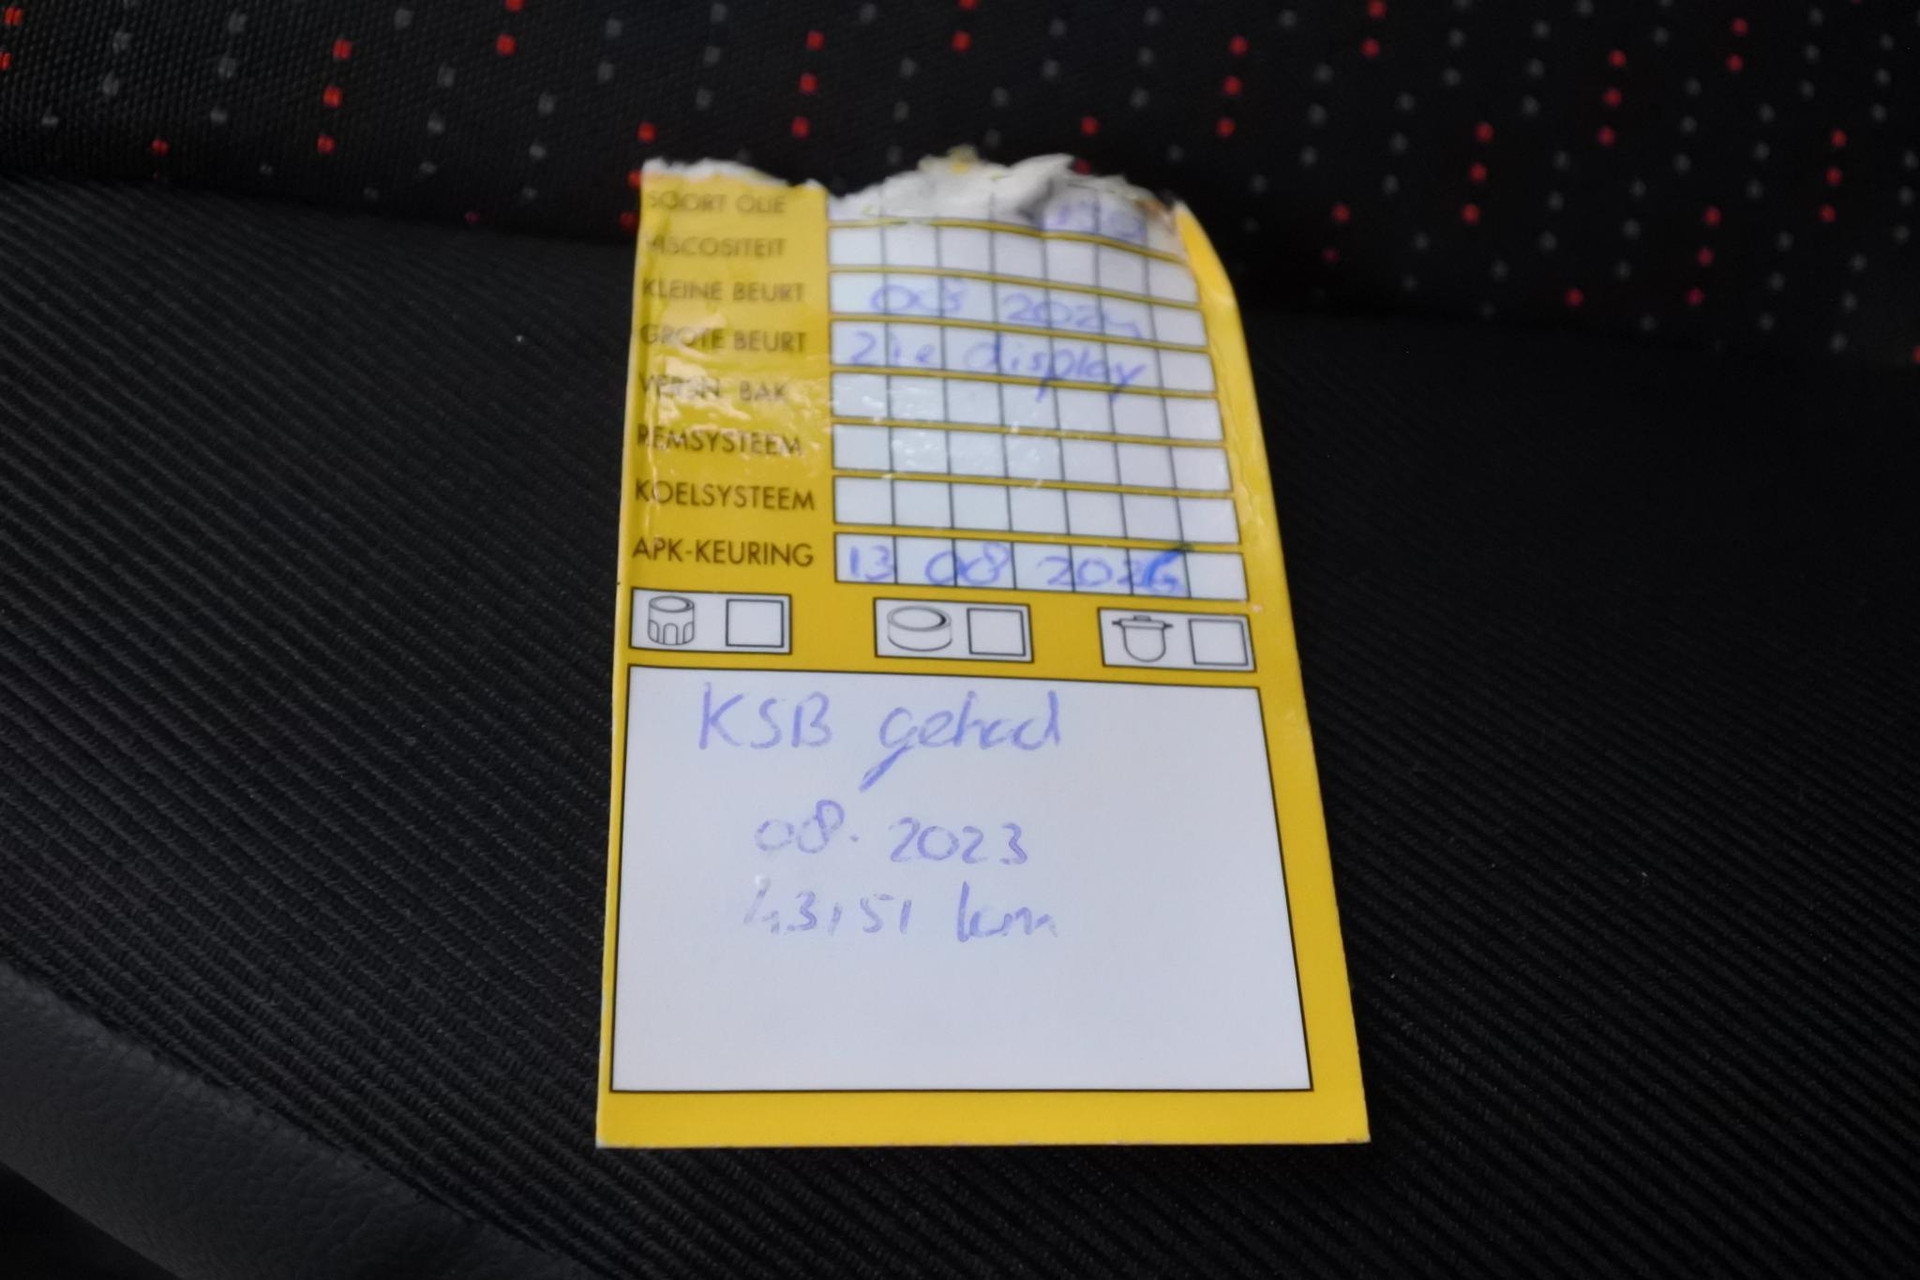 SOORT OLIE
VISCOSITEIT
KLEINE BEURT 08 2024
GROTE BEURT Zie display
VERSN. BAK
REMSYSTEEM
KOELSYSTEEM
APK-KEURING 13 08 2026
KSB gehad
08. 2023
43151 km